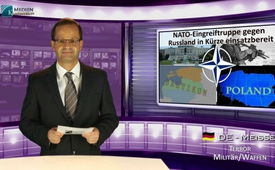 MEDIEN
NATO-Eingreiftruppe gegen
Russland in Kürze einsatzbereit
POLAND
DE - MEISSE
TERROR
MILITÄR/WAFFEN